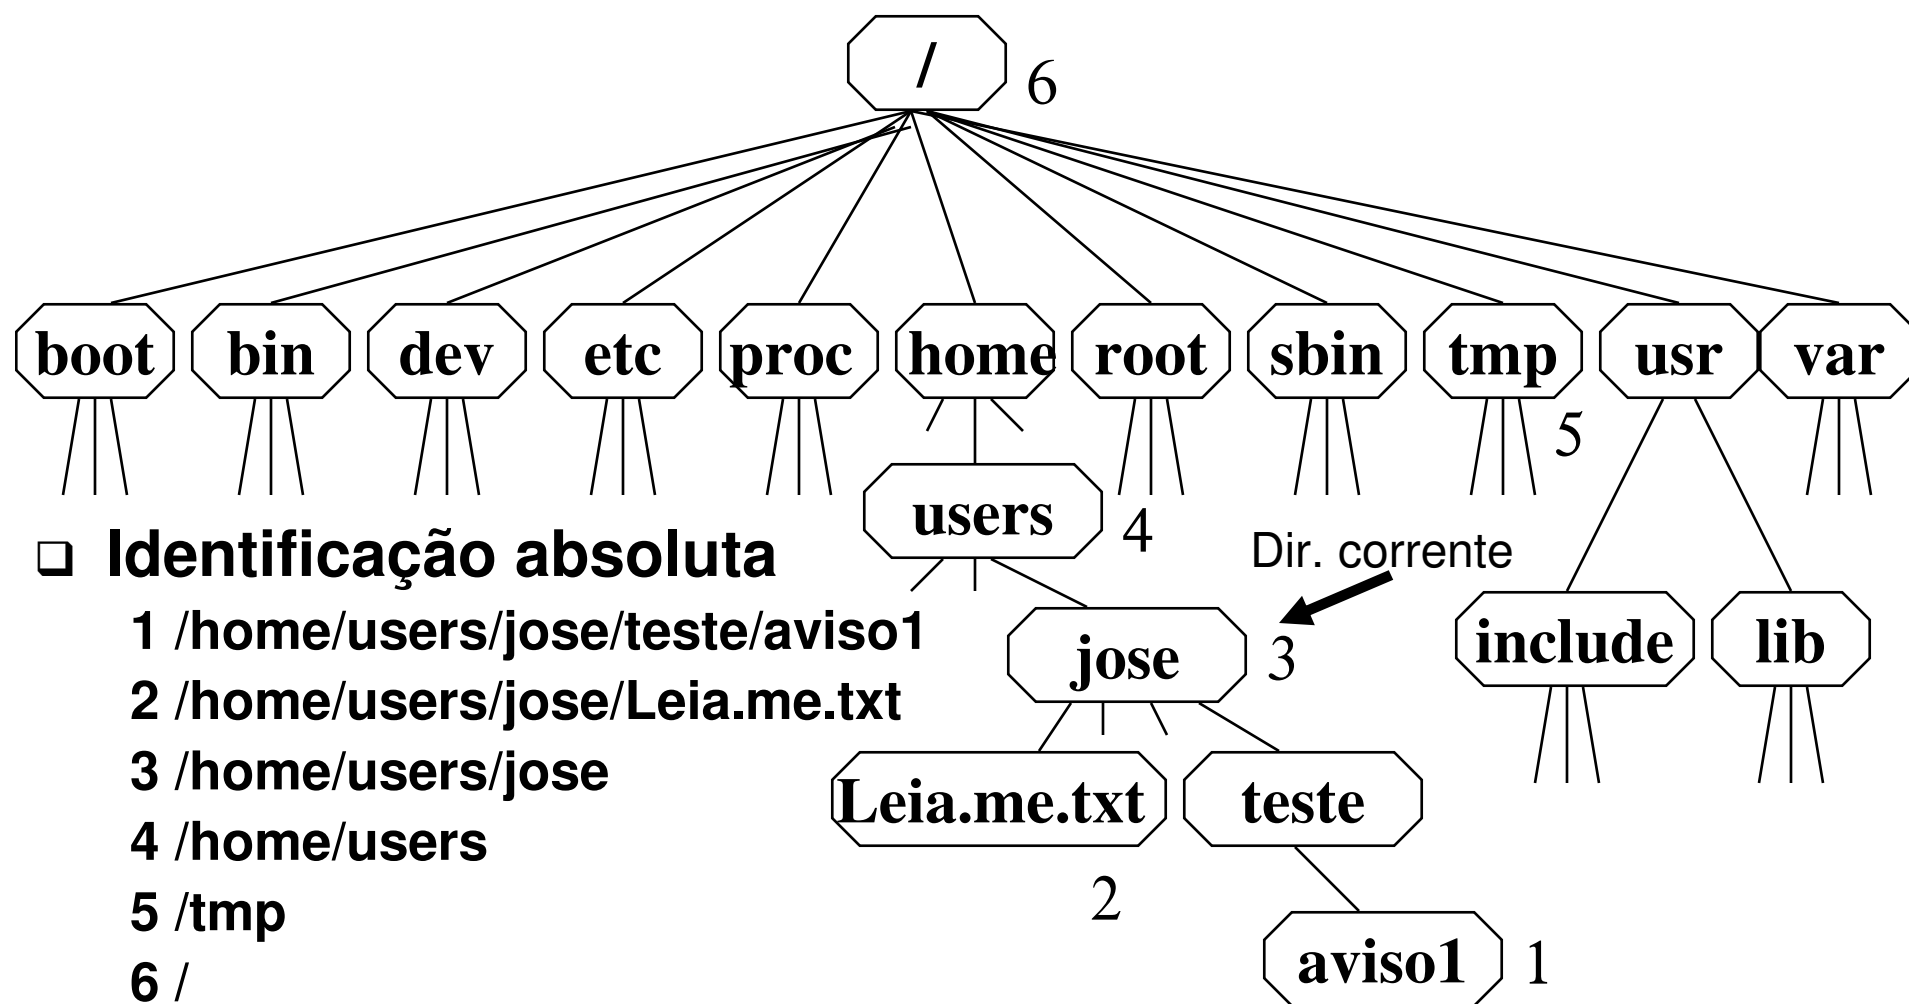 /
6
boot bin dev etc proc home root sbin tmp usr var
5
users
4
❑ Identificação absoluta
Dir. corrente
1 /home/users/jose/teste/aviso1
jose
3
include lib
2 /home/users/jose/Leia.me.txt
3 /home/users/jose
Leia.me.txt teste
4 /home/users
2
5 /tmp
aviso1 1
6 /